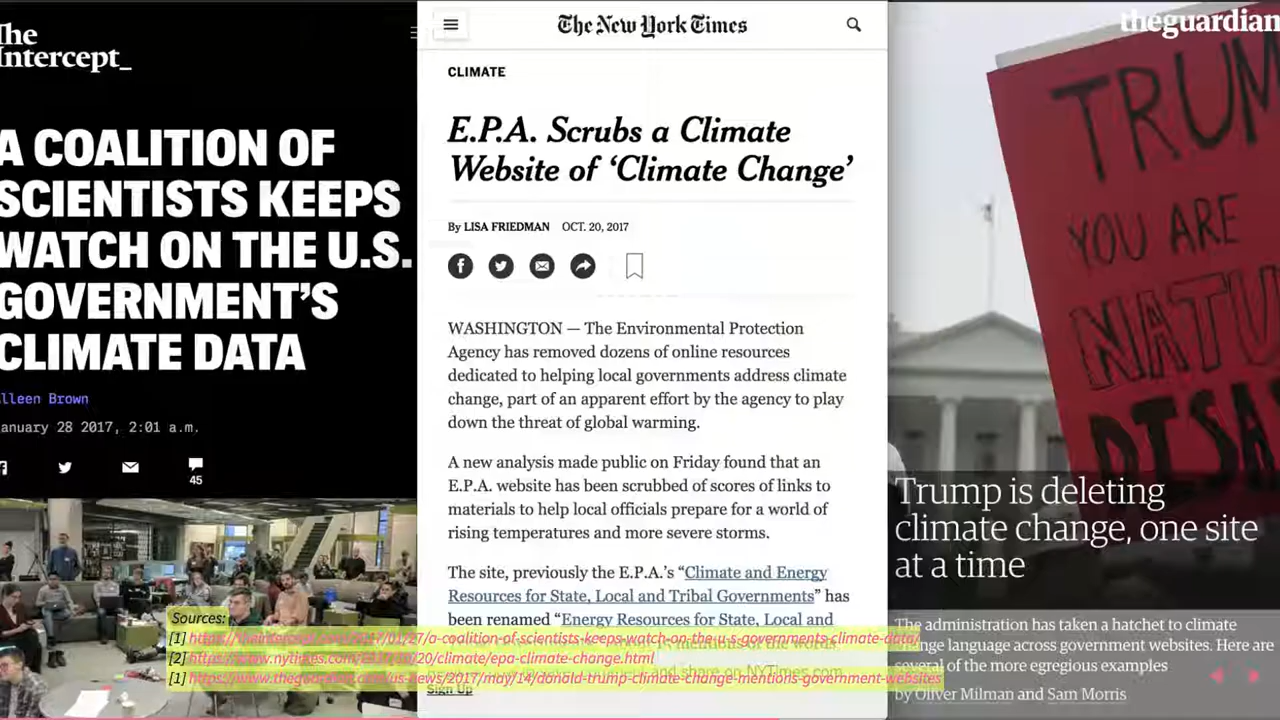 The
Intercept_
A COALITION OF
SCIENTISTS KEEPS
WATCH ON THE U.S.
GOVERNMENT'S
CLIMATE DATA
lleen Brown
anuary 28 2017, 2:01 a.m.
45
The New York Times
CLIMATE
E.P.A. Scrubs a Climate
Website of ‘Climate Change’
By LISA FRIEDMAN OCT. 20, 2017
WASHINGTON — The Environmental Protection
Agency has removed dozens of online resources
dedicated to helping local governments address climate
change, part of an apparent effort by the agency to play
down the threat of global warming.
A new analysis made public on Friday found that an
E.P.A. website has been scrubbed of scores of links to
materials to help local officials prepare for a world of
rising temperatures and more severe storms.
The site, previously the E.P.A.’s “Climate and Energy
Resources for State, Local and Tribal Governments” has
been renamed “Energy Resources for State, Local and
Sign Up
theguardian
TRUM
YOU ARE
NATU
DISA
Trump is deleting
climate change, one site
at a time
The administration has taken a hatchet to climate
change language across government websites. Here are
several of the more egregious examples
by Oliver Milman and Sam Morris
Sources:
[1] https://theintercept.com/2017/01/27/a-coalition-of-scientists-keeps-watch-on-the-u-s-governments-climate-data/
[2] https://www.nytimes.com/2017/10/20/climate/epa-climate-change.html
[1] https://www.theguardian.com/us-news/2017/may/14/donald-trump-climate-change-mentions-government-websites